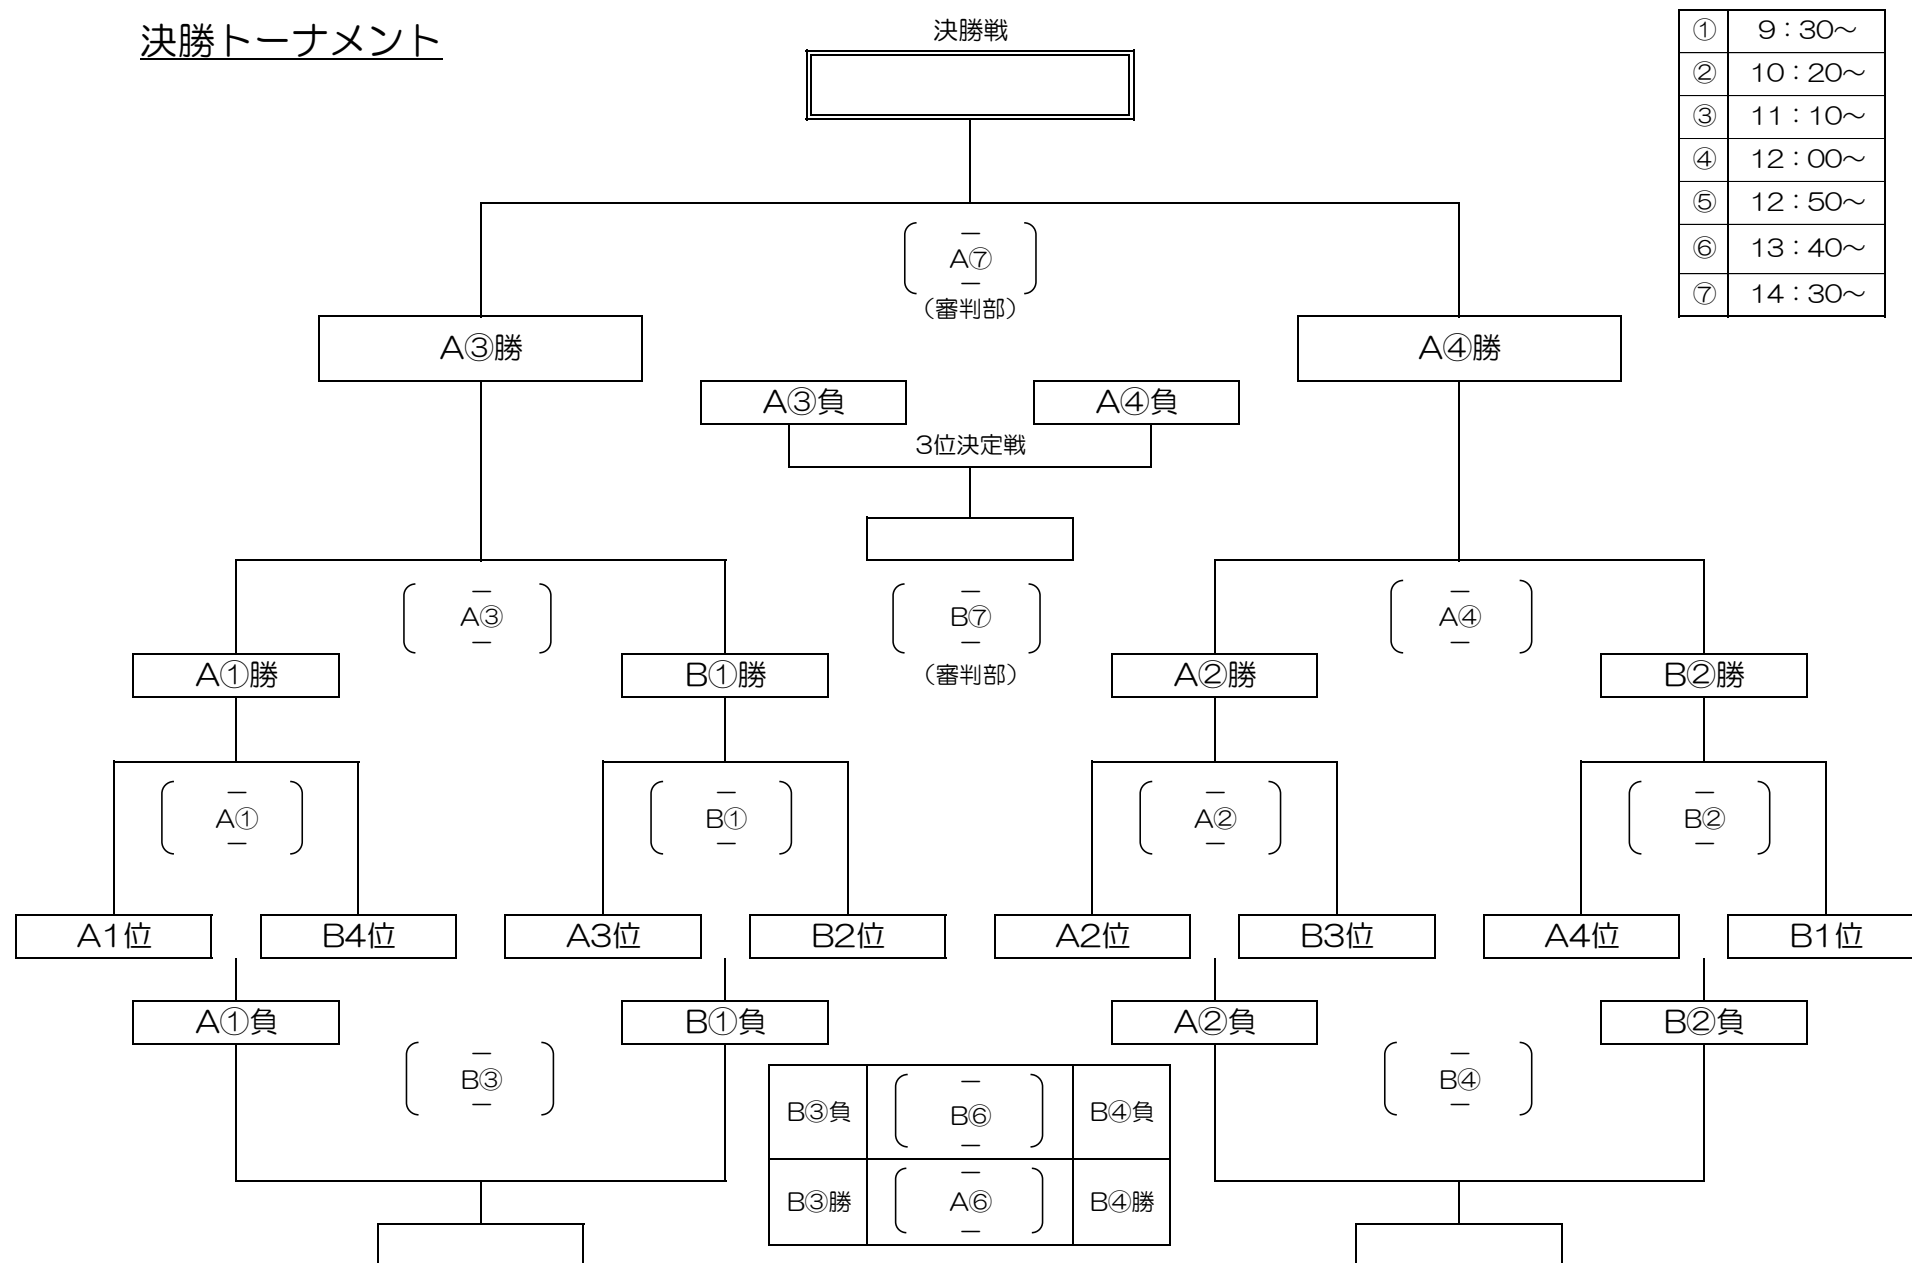 決勝トーナメント
決勝戦
① 9：30～
② 10：20～
③ 11：10～
④ 12：00～
⑤ 12：50～
⑥ 13：40～
⑦ 14：30～
－
A⑦
－
（審判部）
A③勝
A④勝
A③負
A④負
3位決定戦
－
A③
－
－
B⑦
－
（審判部）
－
A④
－
A①勝
B①勝
A②勝
B②勝
－
A①
－
－
B①
－
－
A②
－
－
B②
－
A1位
B4位
A3位
B2位
A2位
B3位
A4位
B1位
A①負
B①負
A②負
B②負
－
B③
－
－
B④
－
B③負
－
B⑥
－
B④負
B③勝
－
A⑥
－
B④勝